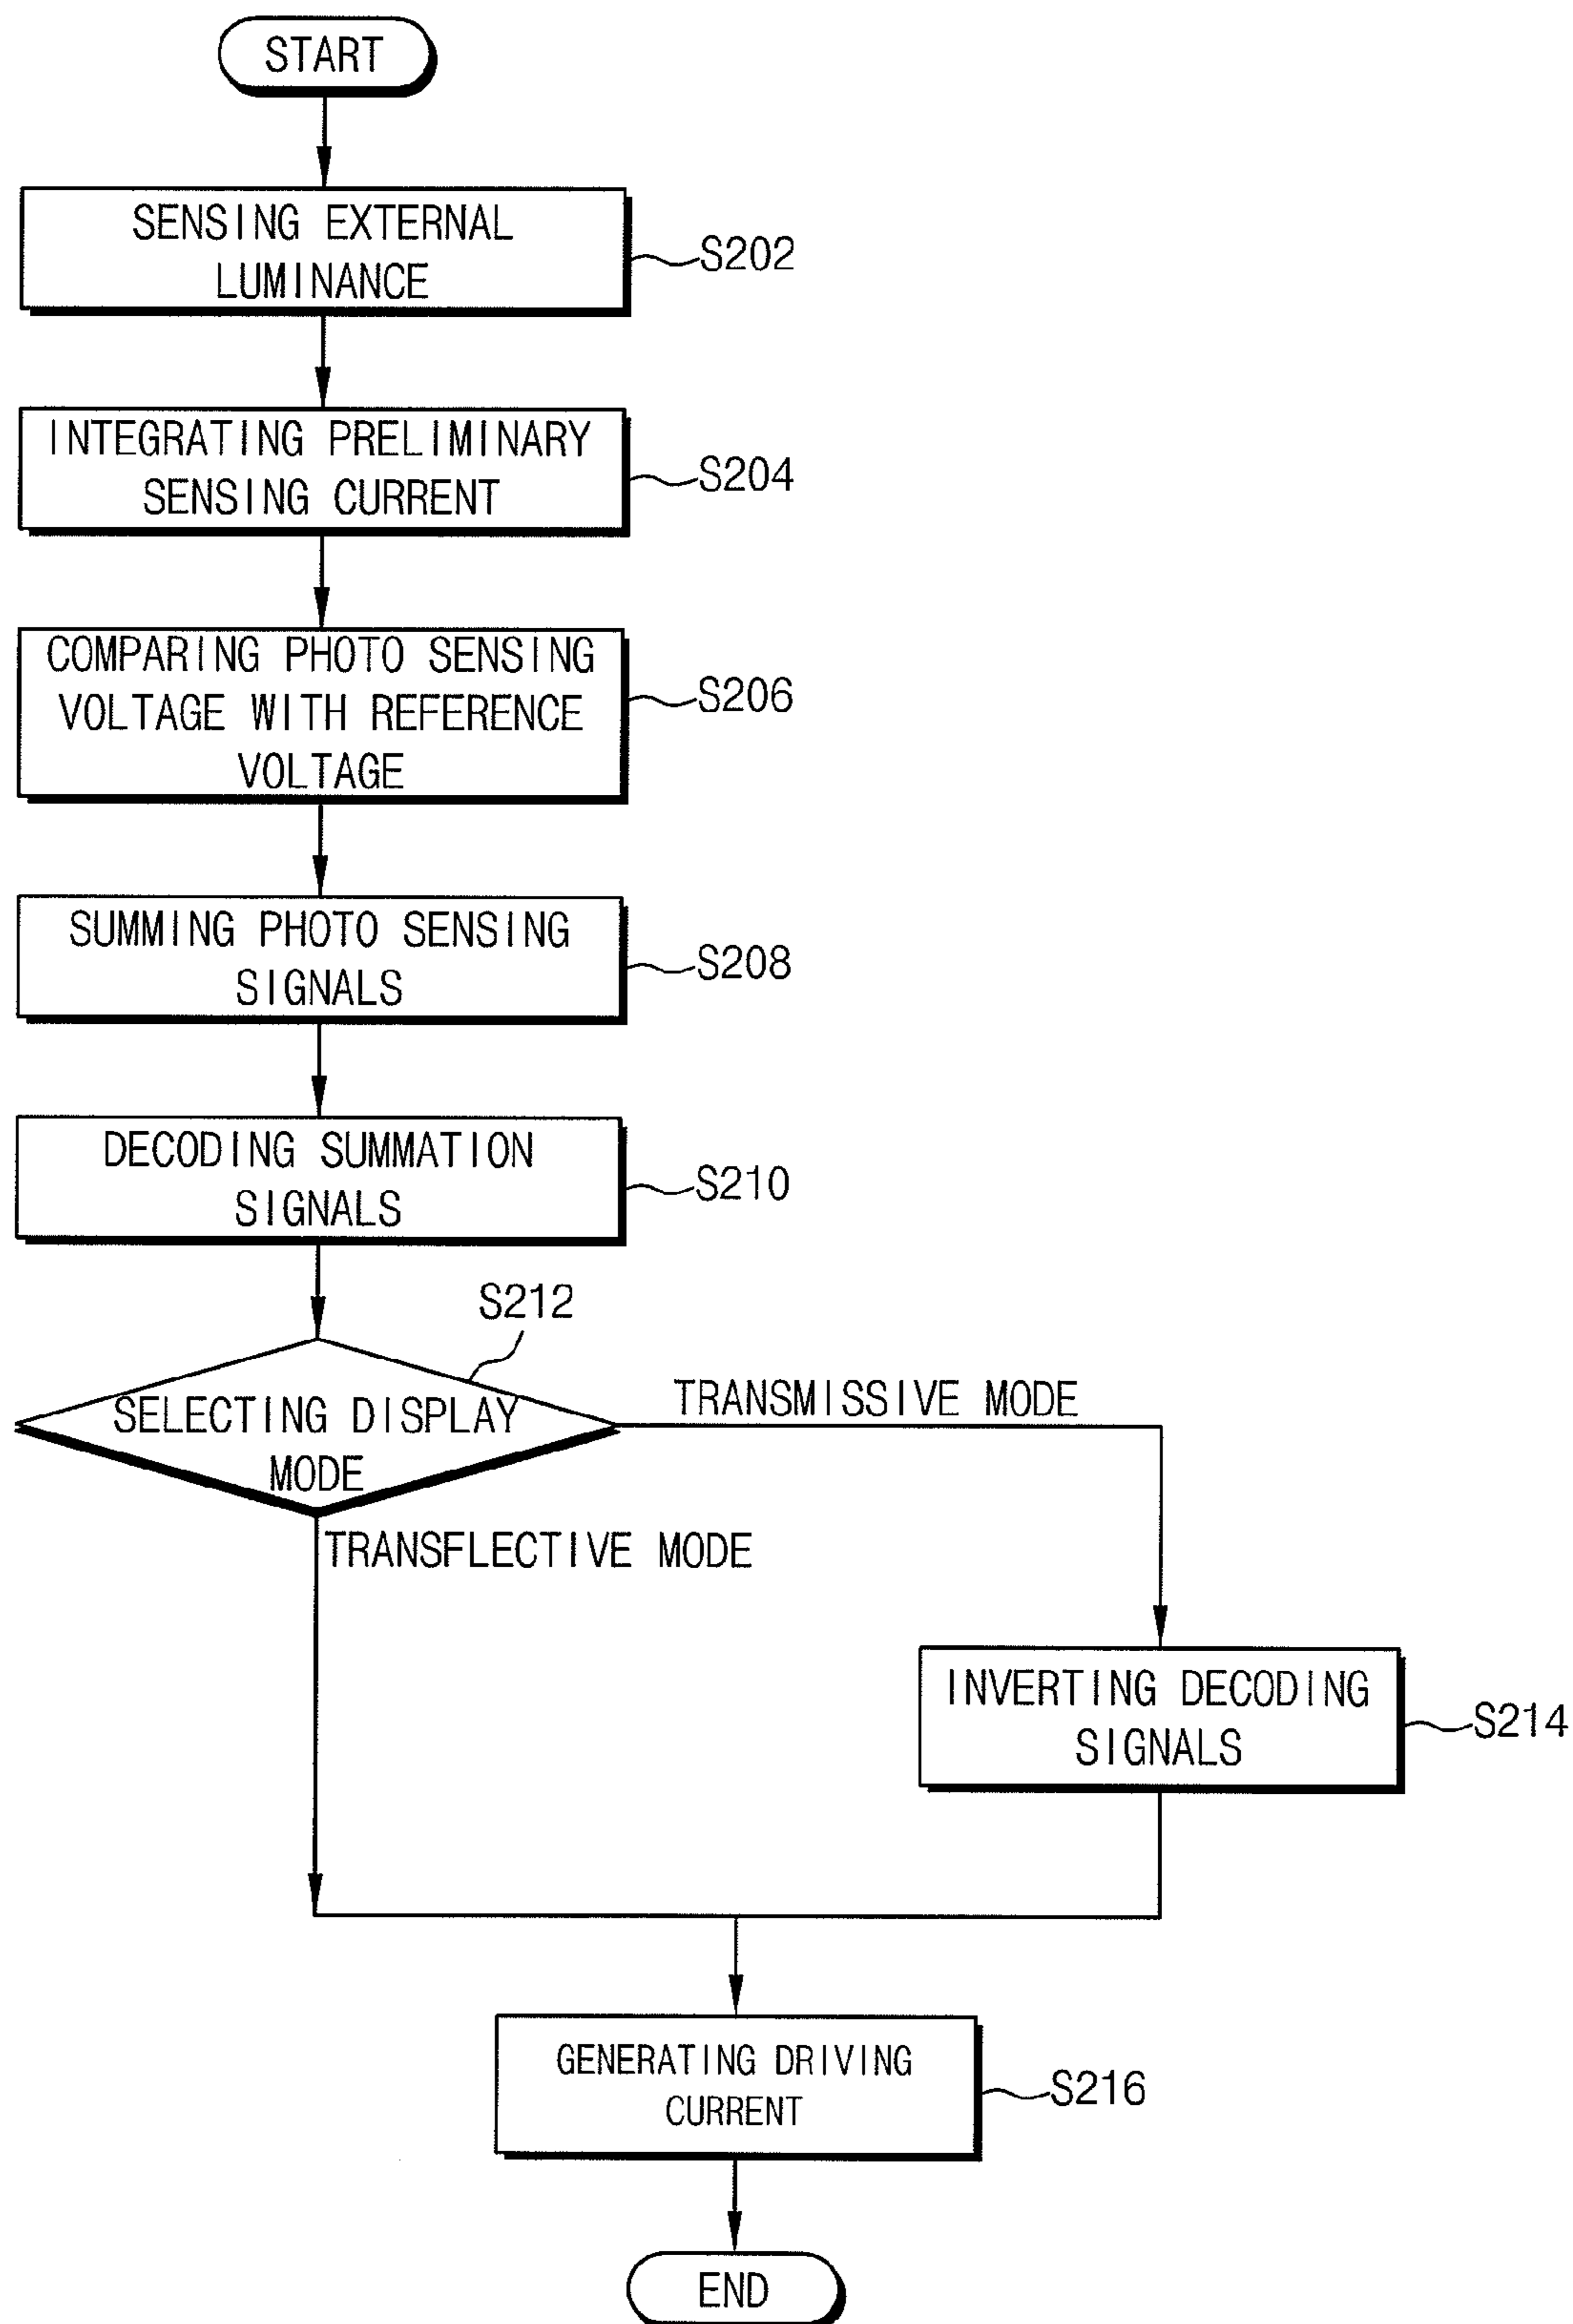 START
SENSING EXTERNAL
LUMINANCE
S202
INTEGRATING PRELIMINARY
SENSING CURRENT
S204
COMPARING PHOTO SENSING
VOLTAGE WITH REFERENCE
VOLTAGE
S206
SUMMING PHOTO SENSING
SIGNALS
S208
DECODING SUMMATION
SIGNALS
S210
S212
SELECTING DISPLAY
MODE
TRANSMISSIVE MODE
TRANSFLECTIVE MODE
INVERTING DECODING
SIGNALS
S214
GENERATING DRIVING
CURRENT
S216
END